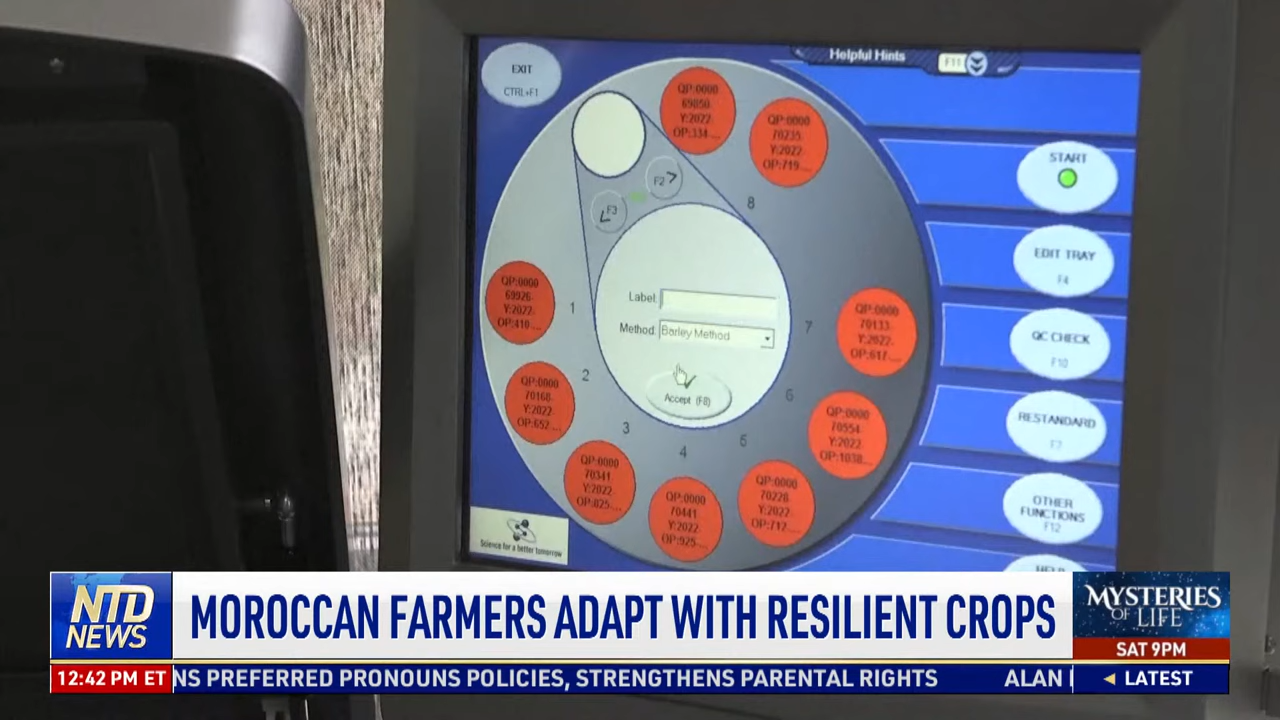 Helpful Hints
F11
EXIT
CTRL+F1
QP:0000
69850-
Y:2022-
OP:334...
QP:0000
70235-
Y:2022-
OP:719...
F2
F3
8
START
EDIT TRAY
F4
QP:0000
69926-
Y:2022-
OP:410...
1
Label:
Method: Barley Method
7
QP:0000
70133-
Y:2022-
OP:617...
QC CHECK
F10
2
Accept (F8)
6
QP:0000
70168-
Y:2022-
OP:652...
3
4
5
QP:0000
70554-
Y:2022-
OP:1038...
RESTANDARD
F7
QP:0000
70341-
Y:2022-
OP:825...
QP:0000
70441-
Y:2022
OP:925...
QP:0000
70228-
Y:2022-
OP:712...
OTHER
FUNCTIONS
F12
Science for a better tomorrow
HELP
NTD
NEWS
MOROCCAN FARMERS ADAPT WITH RESILIENT CROPS
MYSTERIES
OF LIFE
SAT 9PM
12:42 PM ET
NS PREFERRED PRONOUNS POLICIES, STRENGTHENS PARENTAL RIGHTS ALAN
LATEST